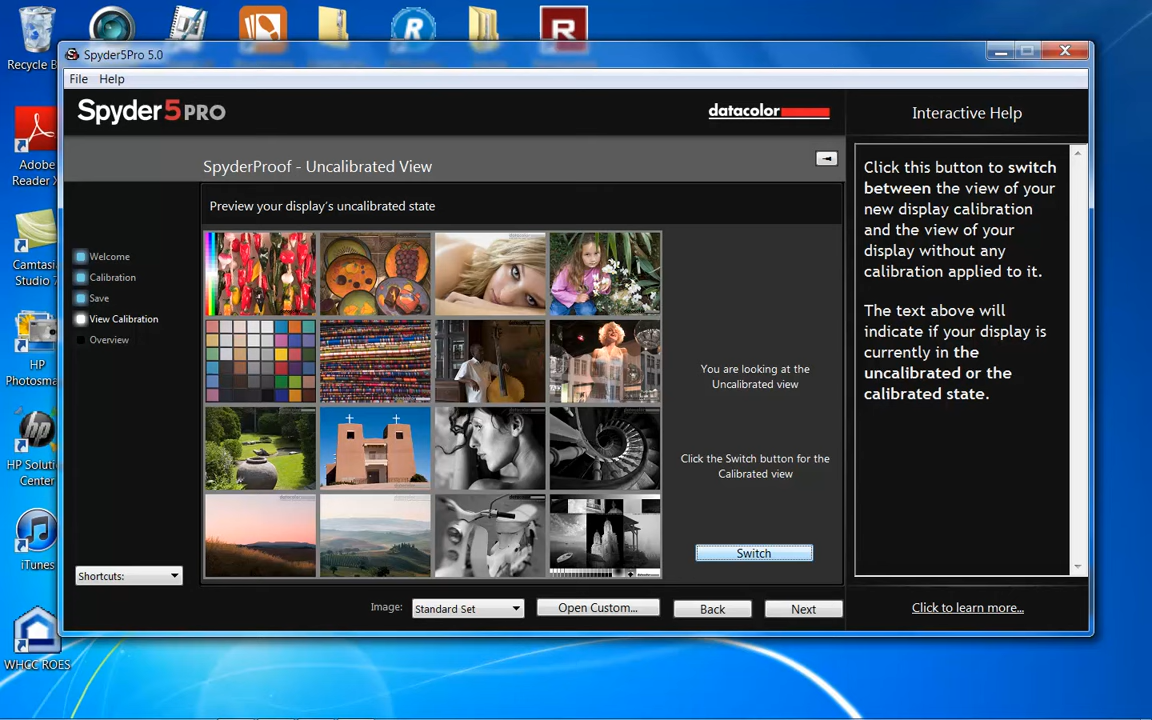 Recycle B
Spyder5Pro 5.0
File Help
Spyder5PRO
datacolor
Interactive Help
SpyderProof - Uncalibrated View
Preview your display's uncalibrated state
Welcome
Calibration
Save
View Calibration
Overview
You are looking at the
Uncalibrated view
Click the Switch button for the
Calibrated view
Switch
Shortcuts:
Image:
Standard Set
Open Custom...
Back
Next
Click this button to switch
between the view of your
new display calibration
and the view of your
display without any
calibration applied to it.
The text above will
indicate if your display is
currently in the
uncalibrated or the
calibrated state.
Click to learn more...
Adobe
Reader X
Camtasia
Studio 7
HP
Photosma
HP Soluti
Center
iTunes
WHCC ROES